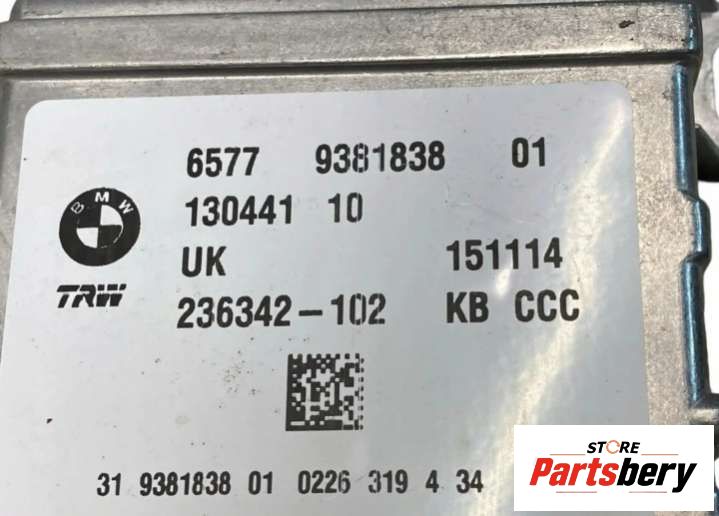 6577 9381838 01
BMW
130441 10
UK 151114
TRW
236342-102 KB CCC
31 9381838 01 0226 319 4 34
STORE
Partsbery